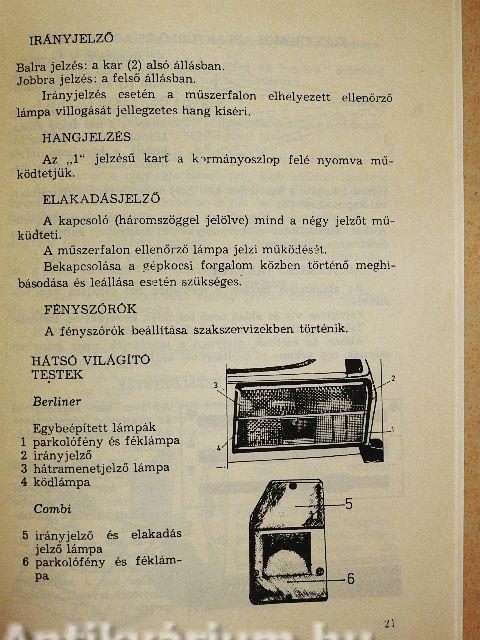 IRÁNYJELZŐ
Balra jelzés: a kar (2) alsó állásban.
Jobbra jelzés: a felső állásban.
Irányjelzés esetén a műszerfalon elhelyezett ellenőrző
lámpa villogását jellegzetes hang kíséri.
HANGJELZÉS
Az „1" jelzésű kart a kormányoszlop felé nyomva mű-
ködtetjük.
ELAKADÁSJELZŐ
A kapcsoló (háromszöggel jelölve) mind a négy jelzőt mű-
küdteti.
A műszerfalon ellenőrző lámpa jelzi működését.
Bekapcsolása a gépkocsi forgalom közben történő meghi-
básodása és leállása esetén szükséges.
FÉNYSZÓRÓK
A fényszórók beállítása szakszervizekben történik.
HÁTSÓ VILÁGÍTÓ
TESTEK
Berliner
Egybeépített lámpák
1 parkolófény és féklámpa
2 irányjelző
3 hátramenetjelző lámpa
4 ködlámpa
Combi
5 irányjelző és elakadás
jelző lámpa
6 parkolófény és féklám-
pa
3
2
1
4
5
6
21
Antikvárium.hu